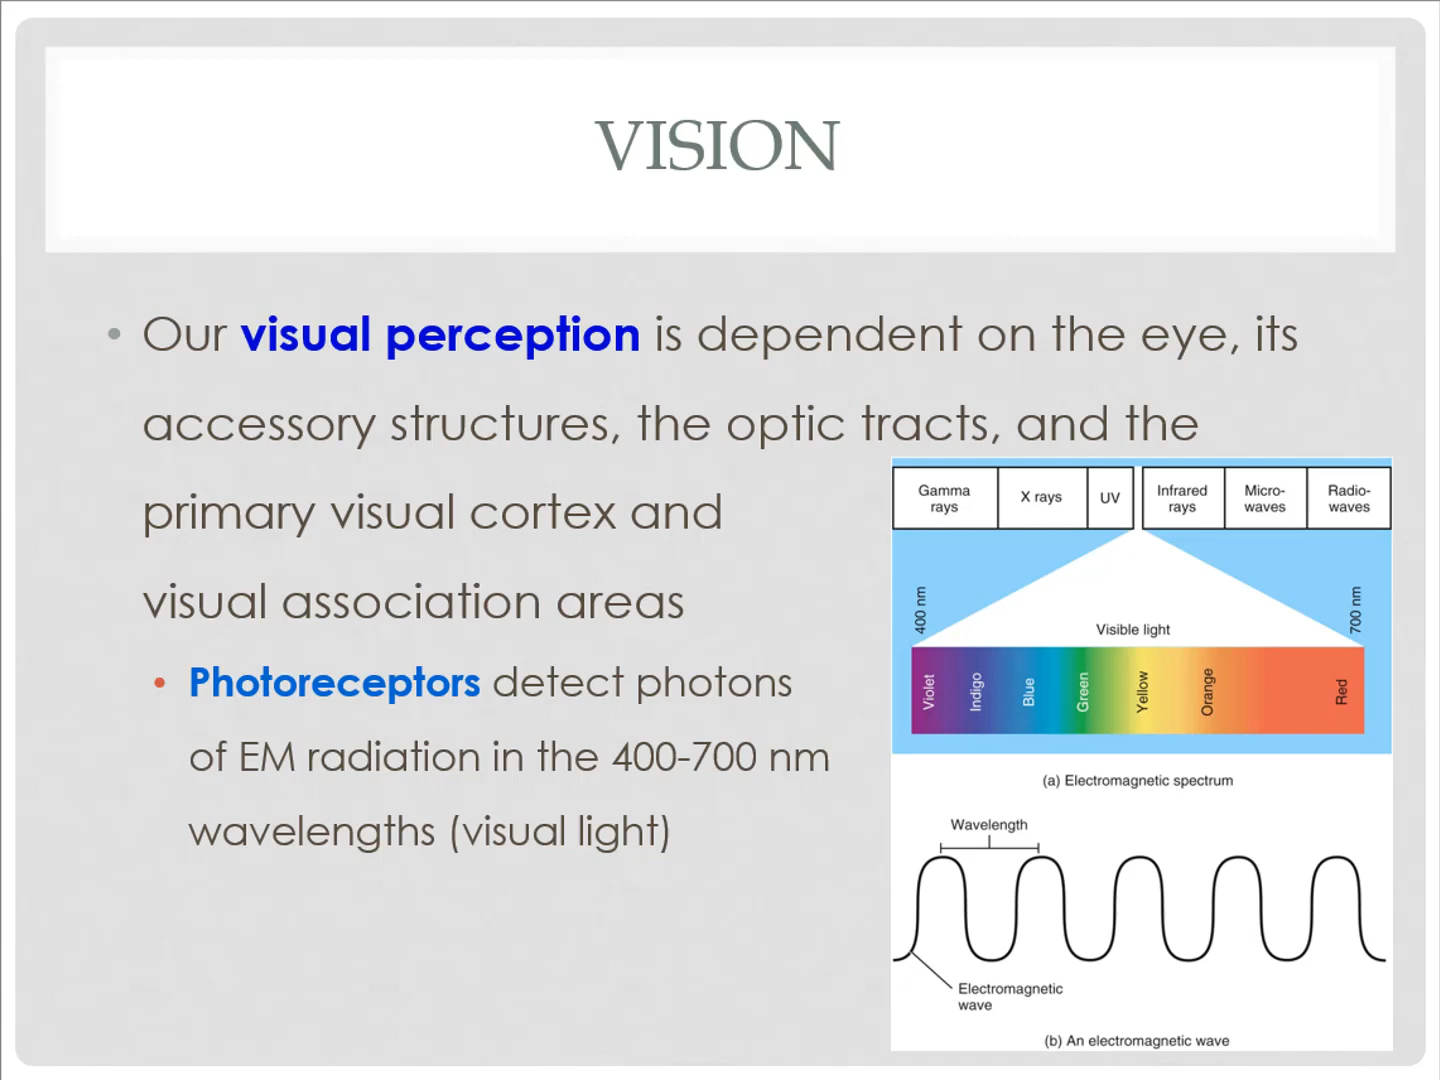 VISION
• Our visual perception is dependent on the eye, its
accessory structures, the optic tracts, and the
primary visual cortex and
visual association areas
• Photoreceptors detect photons
of EM radiation in the 400-700 nm
wavelengths (visual light)
Gamma
rays
X rays
UV
Infrared
rays
Micro-
waves
Radio-
waves
400 nm
700 nm
Visible light
Violet
Indigo
Blue
Green
Yellow
Orange
Red
(a) Electromagnetic spectrum
Wavelength
Electromagnetic
wave
(b) An electromagnetic wave